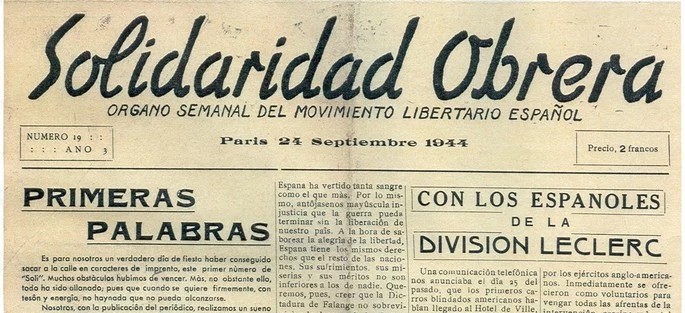 Solidaridad Obrera
ORGANO SEMANAL DEL MOVIMIENTO LIBERTARIO ESPAÑOL
NUMERO 19 : :
: : : AÑO 3
Paris 24 Septiembre 1944
Precio, 2 francos
PRIMERAS
PALABRAS
Es para nosotros un verdadero día de fiesto haber conseguido
sacar a la calle en caracteres de imprenta, este primer número de
"Soli". Muchos obstáculos hubimos de vencer. Más, no obstante ello,
todo ha sido allanado, pues que cuando se quiere firmemente, con
tesón y energía, no haynada que no pueda alcanzarse.
Nosotros, con la publicación del periódico, realizamos un sueño
Espana ha vertido tanta sangre
como el que más. Por lo mismo,
antójasenos mayúscula in-
justicia que la guerra pueda
terminar sin la liberación de
nuestro país. A la hora de sa-
borear la alegría de la libertad,
Espana tiene los mismos dere-
chos que el resto de las nacio-
nes. Sus sufrimientos, sus mi-
serias y sus méritos no son
inferiores a los de nadie. Que-
remos, pues, creer que la Dic-
tadura de Falange no sobrevi-
CON LOS ESPAÑOLES
DE LA
DIVISION LECLERC
Una comunicación telefónica
nos anunciaba el día 25 del
pasado, que los primeros ca-
rros blindados americanos ha-
bian llegado al Hotel de Ville,
por los ejércitos anglo-america-
nos. Inmediatamente se ofre-
cieron como voluntarios para
vengar todas las afrentas de la